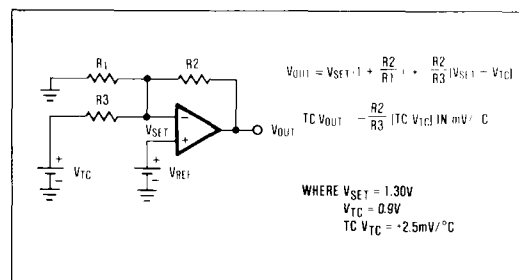 R1
R2
R3
VSET
VOUT
VTC
VREF
VOUT = VSET (1 + R2/R1) + R2/R3 (VSET − VTC)
TC VOUT − R2/R3 (TC VTC) IN mV/°C
WHERE VSET = 1.30V
VTC = 0.9V
TC VTC = +2.5mV/°C